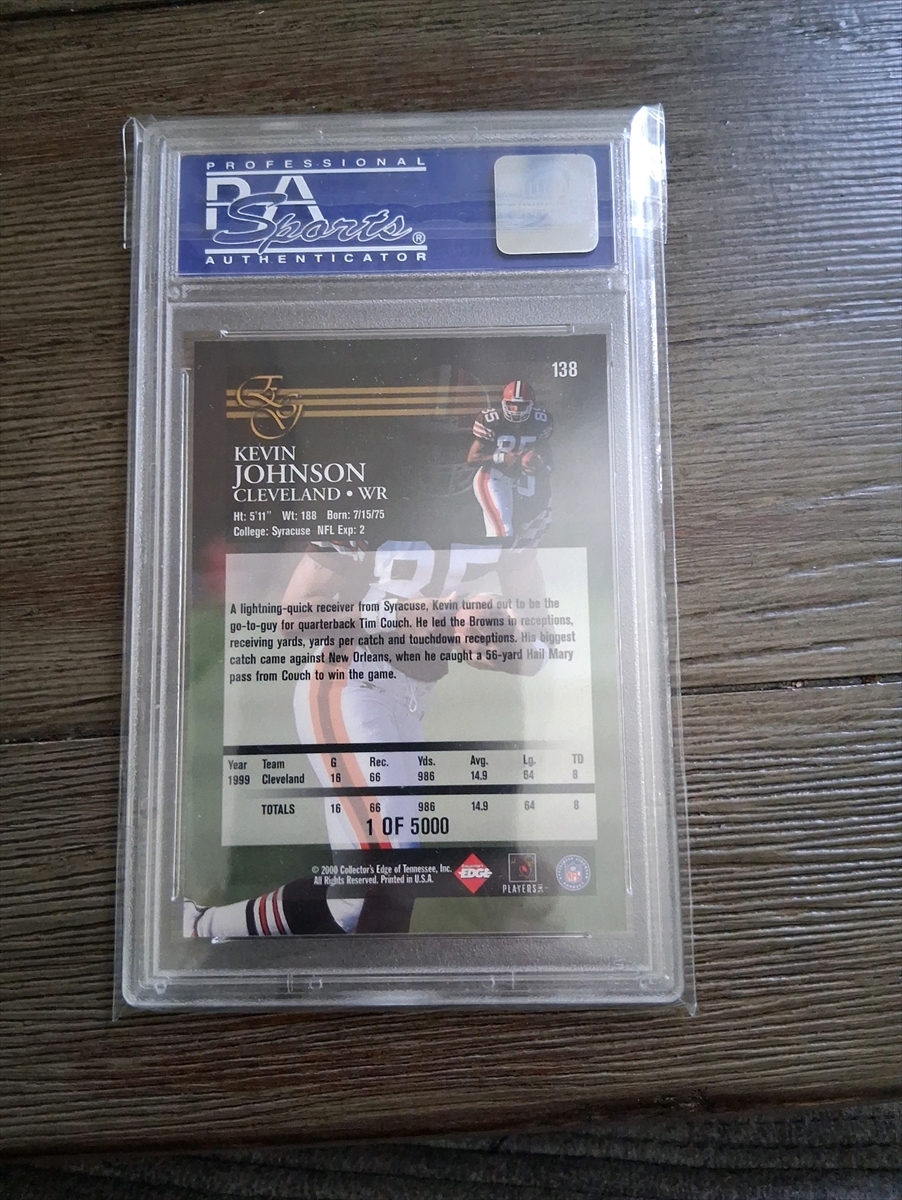 PROFESSIONAL
PSA
Sports®
AUTHENTICATOR
138
EG
KEVIN
JOHNSON
CLEVELAND • WR
Ht: 5'11" Wt: 188 Born: 7/15/75
College: Syracuse NFL Exp: 2
85
A lightning-quick receiver from Syracuse, Kevin turned out to be the
go-to-guy for quarterback Tim Couch. He led the Browns in receptions,
receiving yards, yards per catch and touchdown receptions. His biggest
catch came against New Orleans, when he caught a 56-yard Hail Mary
pass from Couch to win the game.
Year Team G Rec. Yds. Avg. Lg. TD
1999 Cleveland 16 66 986 14.9 64 8
TOTALS 16 66 986 14.9 64 8
1 OF 5000
© 2000 Collector's Edge of Tennessee, Inc.
All Rights Reserved. Printed in U.S.A.
EDGE
PLAYERS
NFL